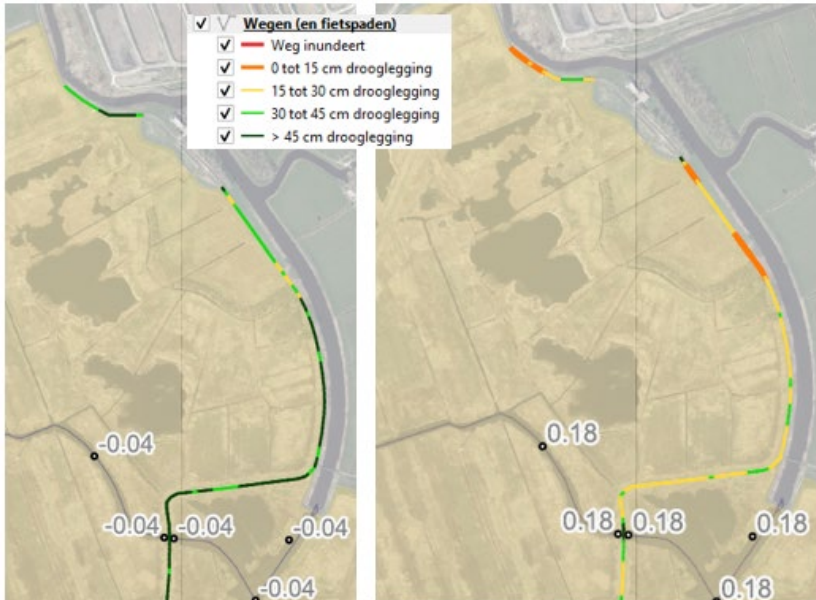 Wegen (en fietspaden)
Weg inundeert
0 tot 15 cm drooglegging
15 tot 30 cm drooglegging
30 tot 45 cm drooglegging
> 45 cm drooglegging
-0.04
-0.04 -0.04 -0.04
-0.04
0.18
0.18 0.18 0.18
0.18